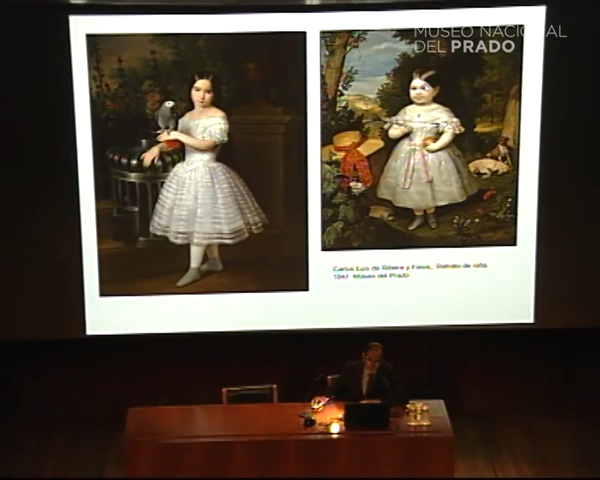 MUSEO NACIONAL
DEL PRADO
Carlos Luis de Ribera y Fieve, Retrato de niña,
1847. Museo del Prado